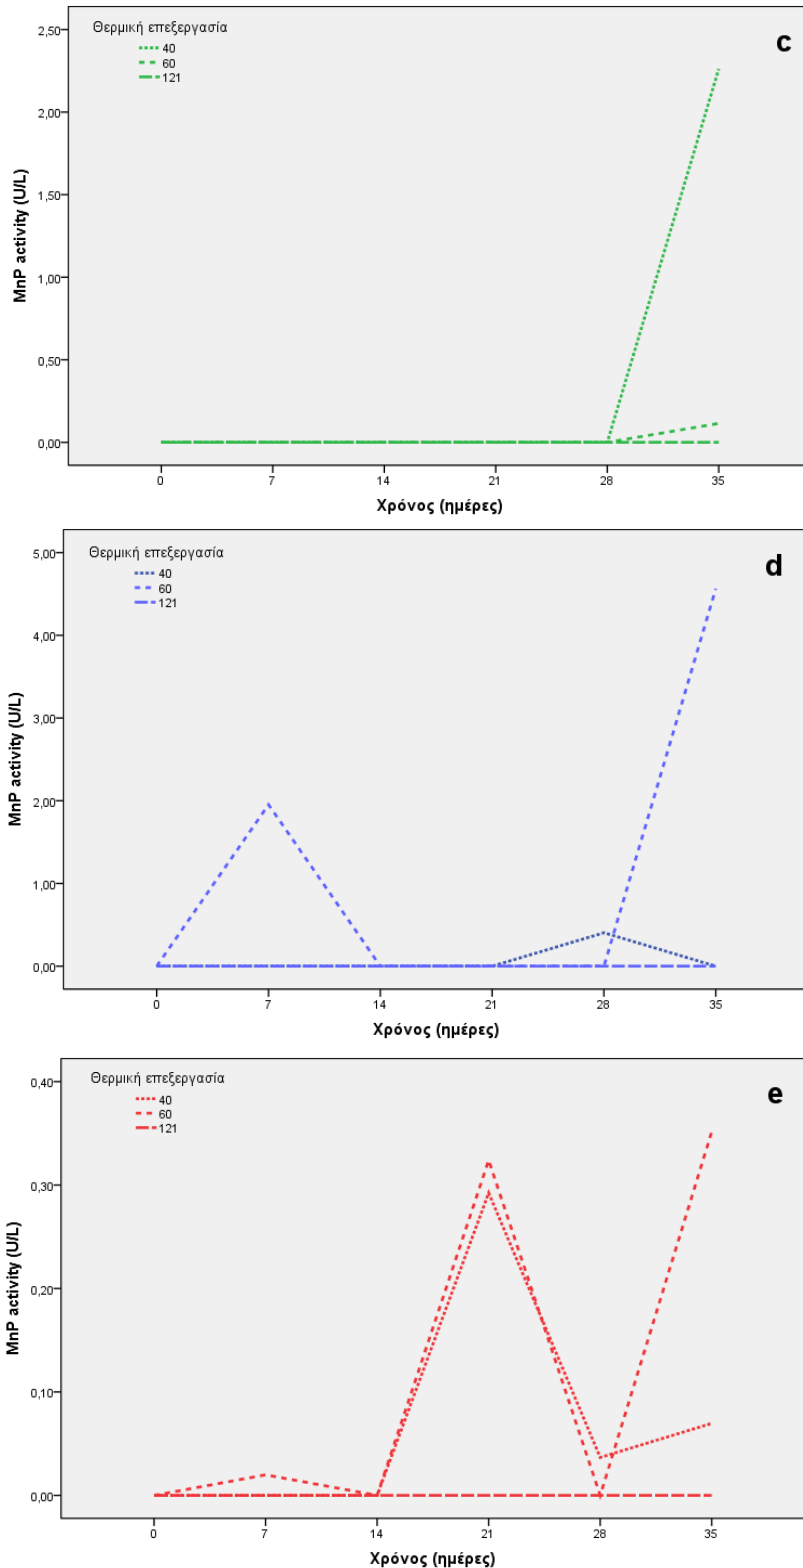 Θερμική επεξεργασία
40
60
121
c
2,50
2,00
1,50
1,00
0,50
0,00
MnP activity (U/L)
0 7 14 21 28 35
Χρόνος (ημέρες)
Θερμική επεξεργασία
40
60
121
d
5,00
4,00
3,00
2,00
1,00
0,00
MnP activity (U/L)
0 7 14 21 28 35
Χρόνος (ημέρες)
Θερμική επεξεργασία
40
60
121
e
0,40
0,30
0,20
0,10
0,00
MnP activity (U/L)
0 7 14 21 28 35
Χρόνος (ημέρες)